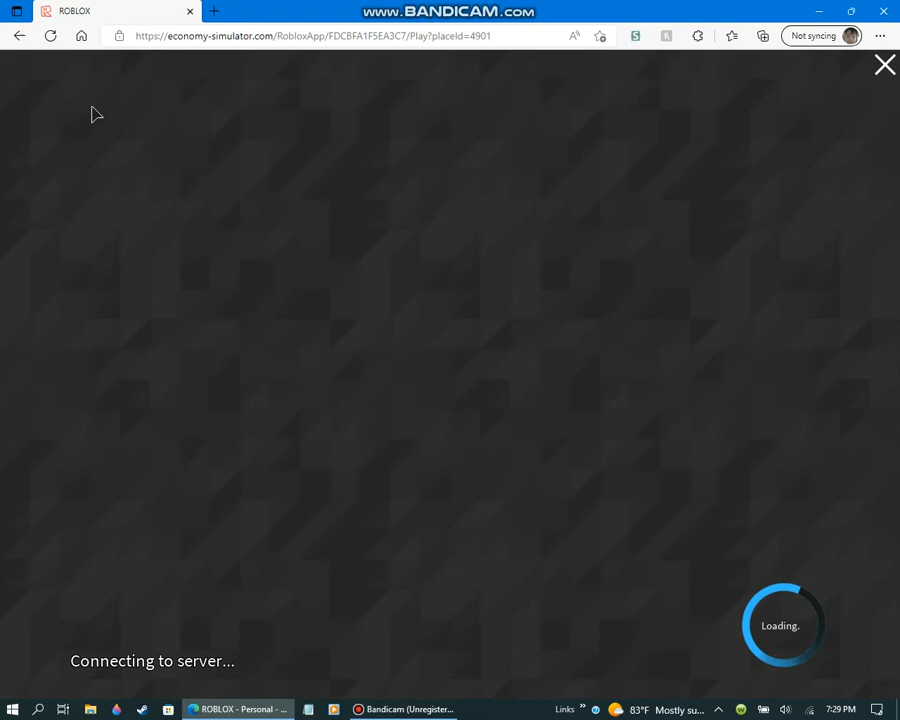 ROBLOX
www.BANDICAM.com
https://economy-simulator.com/RobloxApp/FDCBFA1F5EA3C7/Play?placeId=4901
Not syncing
Loading.
Connecting to server...
ROBLOX - Personal - ...
Bandicam (Unregister...
Links
83°F Mostly su...
7:29 PM